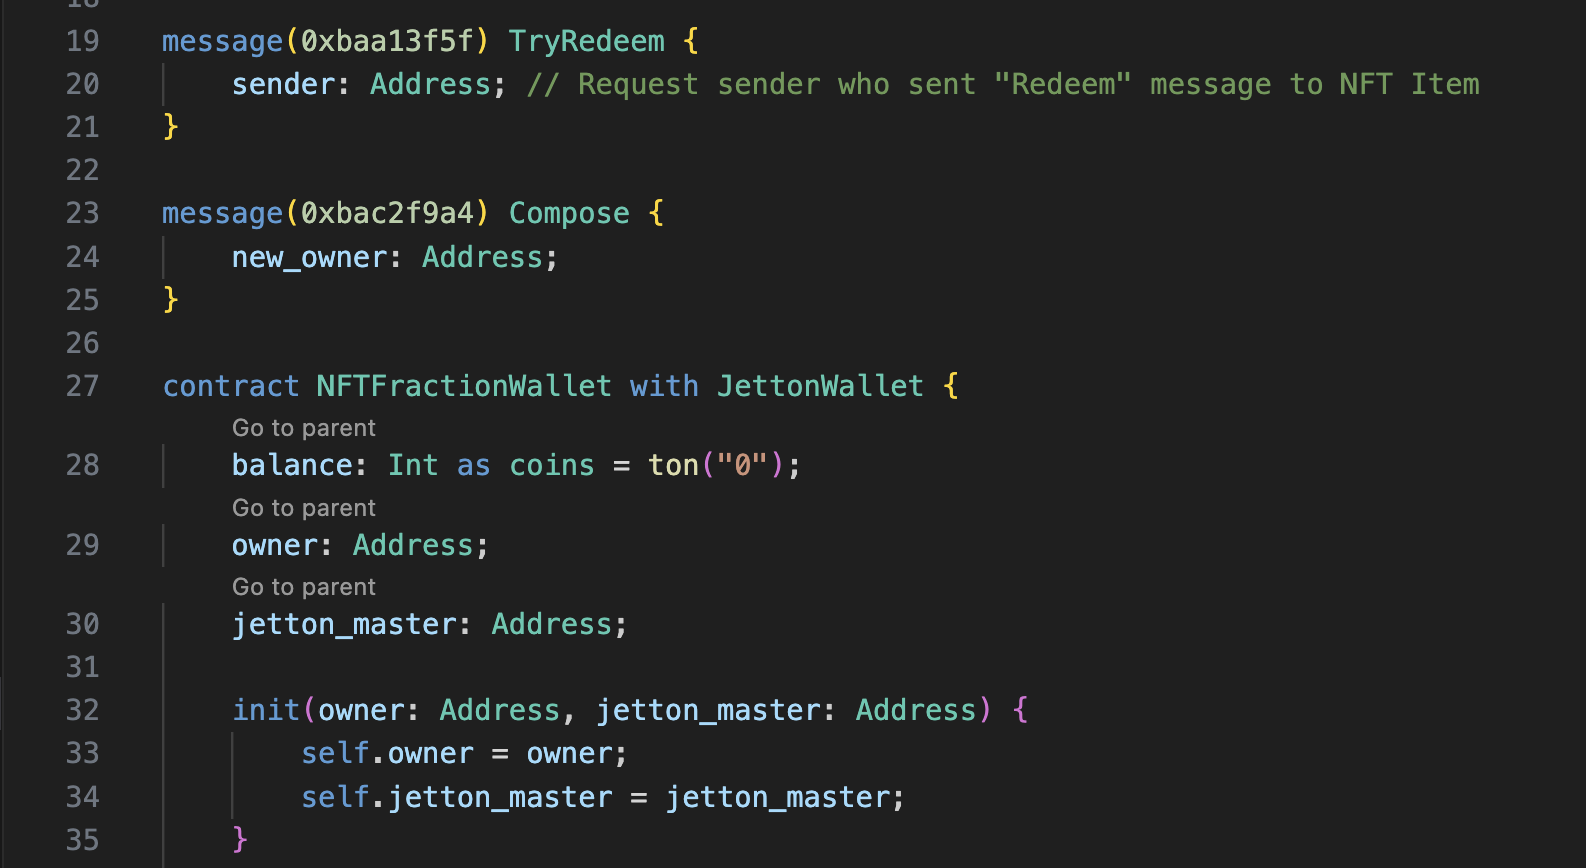 18
19 message(0xbaa13f5f) TryRedeem {
20 sender: Address; // Request sender who sent "Redeem" message to NFT Item
21 }
22
23 message(0xbac2f9a4) Compose {
24 new_owner: Address;
25 }
26
27 contract NFTFractionWallet with JettonWallet {
Go to parent
28 balance: Int as coins = ton("0");
Go to parent
29 owner: Address;
Go to parent
30 jetton_master: Address;
31
32 init(owner: Address, jetton_master: Address) {
33 self.owner = owner;
34 self.jetton_master = jetton_master;
35 }